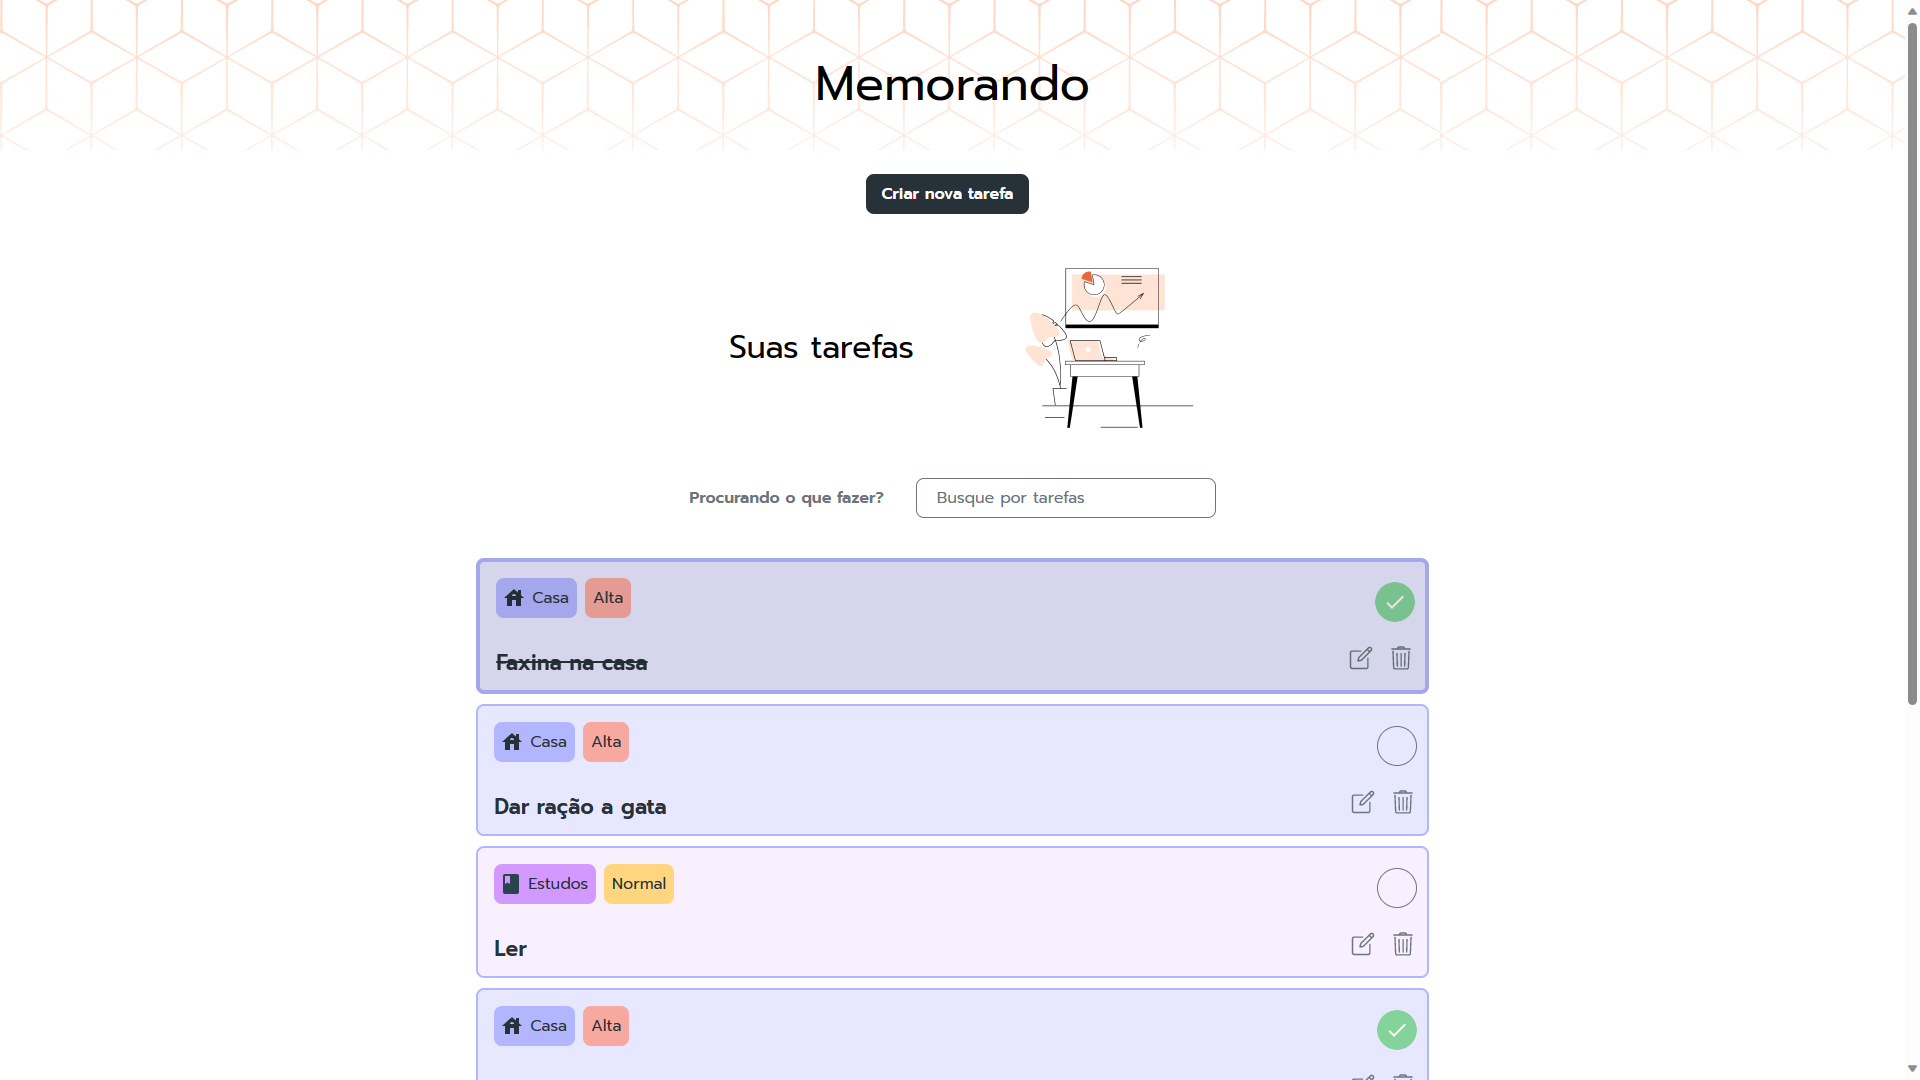 Memorando
Criar nova tarefa
Suas tarefas
Procurando o que fazer?
Busque por tarefas
Casa
Alta
Faxina na casa
Casa
Alta
Dar ração a gata
Estudos
Normal
Ler
Casa
Alta